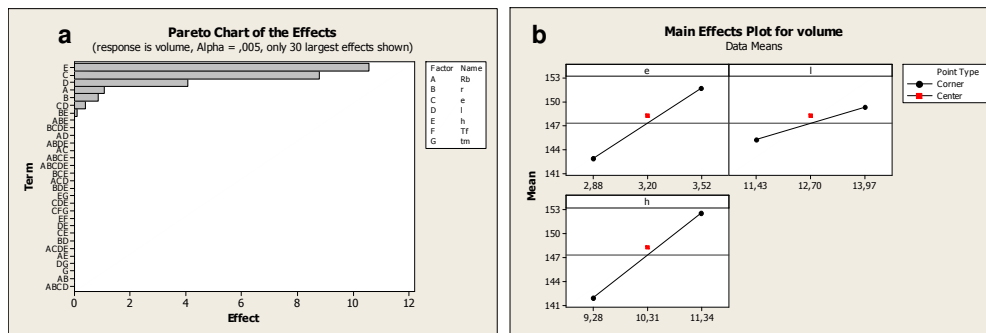 a
Pareto Chart of the Effects
(response is volume, Alpha = ,005, only 30 largest effects shown)
Term
E
C
D
A
B
CD
BE
ABE
BCDE
AD
ABDE
AC
ABCE
ABCDE
BCE
ACD
BDE
EG
CDE
CFG
EF
DE
CE
BD
ACDE
AE
DG
G
AB
ABCD
0 2 4 6 8 10 12
Effect
Factor Name
A Rb
B r
C e
D l
E h
F Tf
G tm
b
Main Effects Plot for volume
Data Means
Mean
e l
153
150
147
144
141
2,88 3,20 3,52 11,43 12,70 13,97
h
153
150
147
144
141
9,28 10,31 11,34
Point Type
Corner
Center